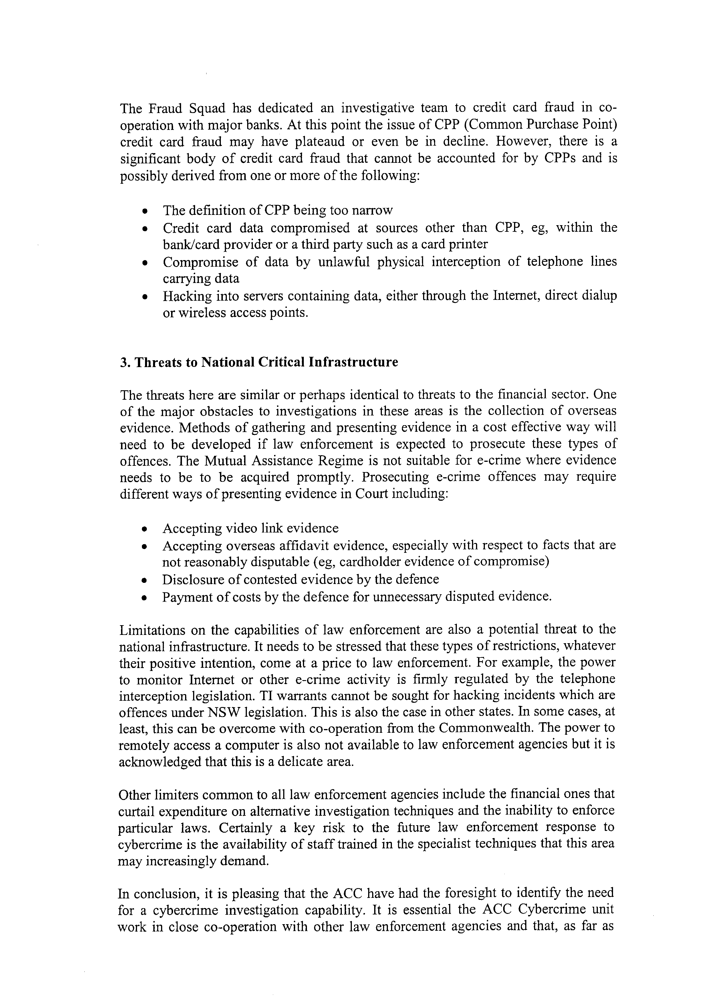 The Fraud Squad has dedicated an investigative team to credit card fraud in co-
operation with major banks. At this point the issue of CPP (Common Purchase Point)
credit card fraud may have plateaud or even be in decline. However, there is a
significant body of credit card fraud that cannot be accounted for by CPPs and is
possibly derived from one or more of the following:
• The definition of CPP being too narrow
• Credit card data compromised at sources other than CPP, eg, within the
bank/card provider or a third party such as a card printer
• Compromise of data by unlawful physical interception of telephone lines
carrying data
• Hacking into servers containing data, either through the Internet, direct dialup
or wireless access points.
3. Threats to National Critical Infrastructure
The threats here are similar or perhaps identical to threats to the financial sector. One
of the major obstacles to investigations in these areas is the collection of overseas
evidence. Methods of gathering and presenting evidence in a cost effective way will
need to be developed if law enforcement is expected to prosecute these types of
offences. The Mutual Assistance Regime is not suitable for e-crime where evidence
needs to be to be acquired promptly. Prosecuting e-crime offences may require
different ways of presenting evidence in Court including:
• Accepting video link evidence
• Accepting overseas affidavit evidence, especially with respect to facts that are
not reasonably disputable (eg, cardholder evidence of compromise)
• Disclosure of contested evidence by the defence
• Payment of costs by the defence for unnecessary disputed evidence.
Limitations on the capabilities of law enforcement are also a potential threat to the
national infrastructure. It needs to be stressed that these types of restrictions, whatever
their positive intention, come at a price to law enforcement. For example, the power
to monitor Internet or other e-crime activity is firmly regulated by the telephone
interception legislation. TI warrants cannot be sought for hacking incidents which are
offences under NSW legislation. This is also the case in other states. In some cases, at
least, this can be overcome with co-operation from the Commonwealth. The power to
remotely access a computer is also not available to law enforcement agencies but it is
acknowledged that this is a delicate area.
Other limiters common to all law enforcement agencies include the financial ones that
curtail expenditure on alternative investigation techniques and the inability to enforce
particular laws. Certainly a key risk to the future law enforcement response to
cybercrime is the availability of staff trained in the specialist techniques that this area
may increasingly demand.
In conclusion, it is pleasing that the ACC have had the foresight to identify the need
for a cybercrime investigation capability. It is essential the ACC Cybercrime unit
work in close co-operation with other law enforcement agencies and that, as far as